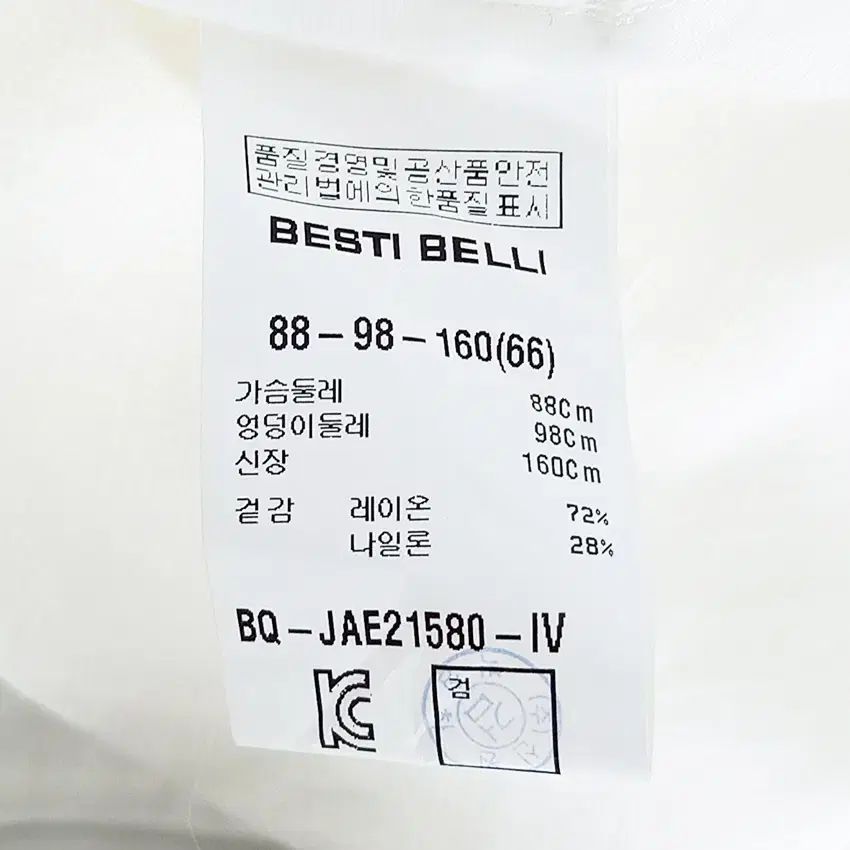 품질경영및공산품안전
관리법에의한품질표시
BESTI BELLI
88-98-160(66)
가슴둘레 88Cm
엉덩이둘레 98Cm
신장 160Cm
겉감 레이온 72%
나일론 28%
BQ-JAE21580-IV
KC
검